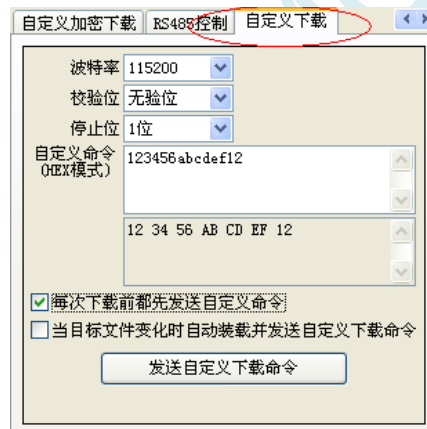 自定义加密下载 RS485控制 自定义下载
波特率 115200
校验位 无验位
停止位 1位
自定义命令
(HEX模式)
123456abcdef12
12 34 56 AB CD EF 12
每次下载前都先发送自定义命令
当目标文件变化时自动装载并发送自定义下载命令
发送自定义下载命令